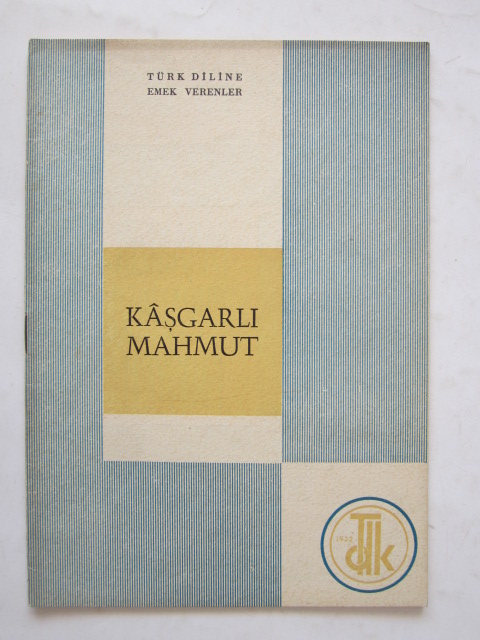 TÜRK DİLİNE
EMEK VERENLER
KÂŞGARLI
MAHMUT
1932
TDK